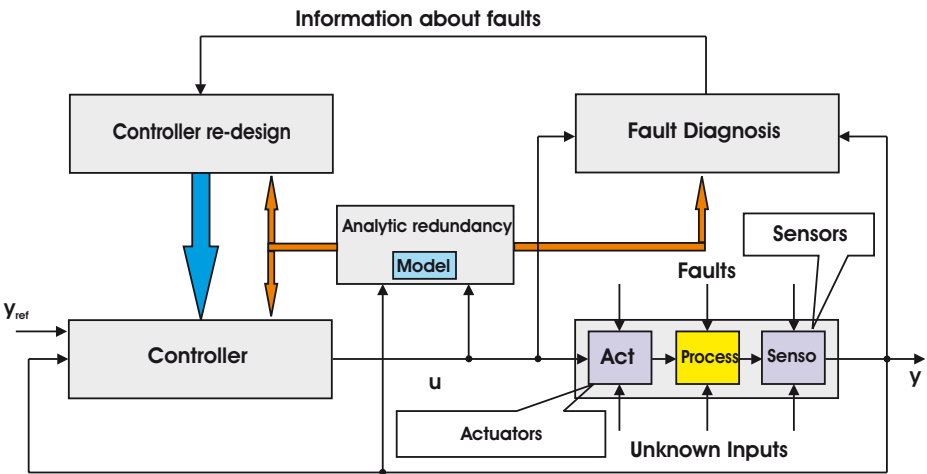 Information about faults
Controller re-design
Fault Diagnosis
Analytic redundancy
Model
Sensors
Faults
y_ref
Controller
Act
Process
Senso
u
y
Actuators
Unknown Inputs